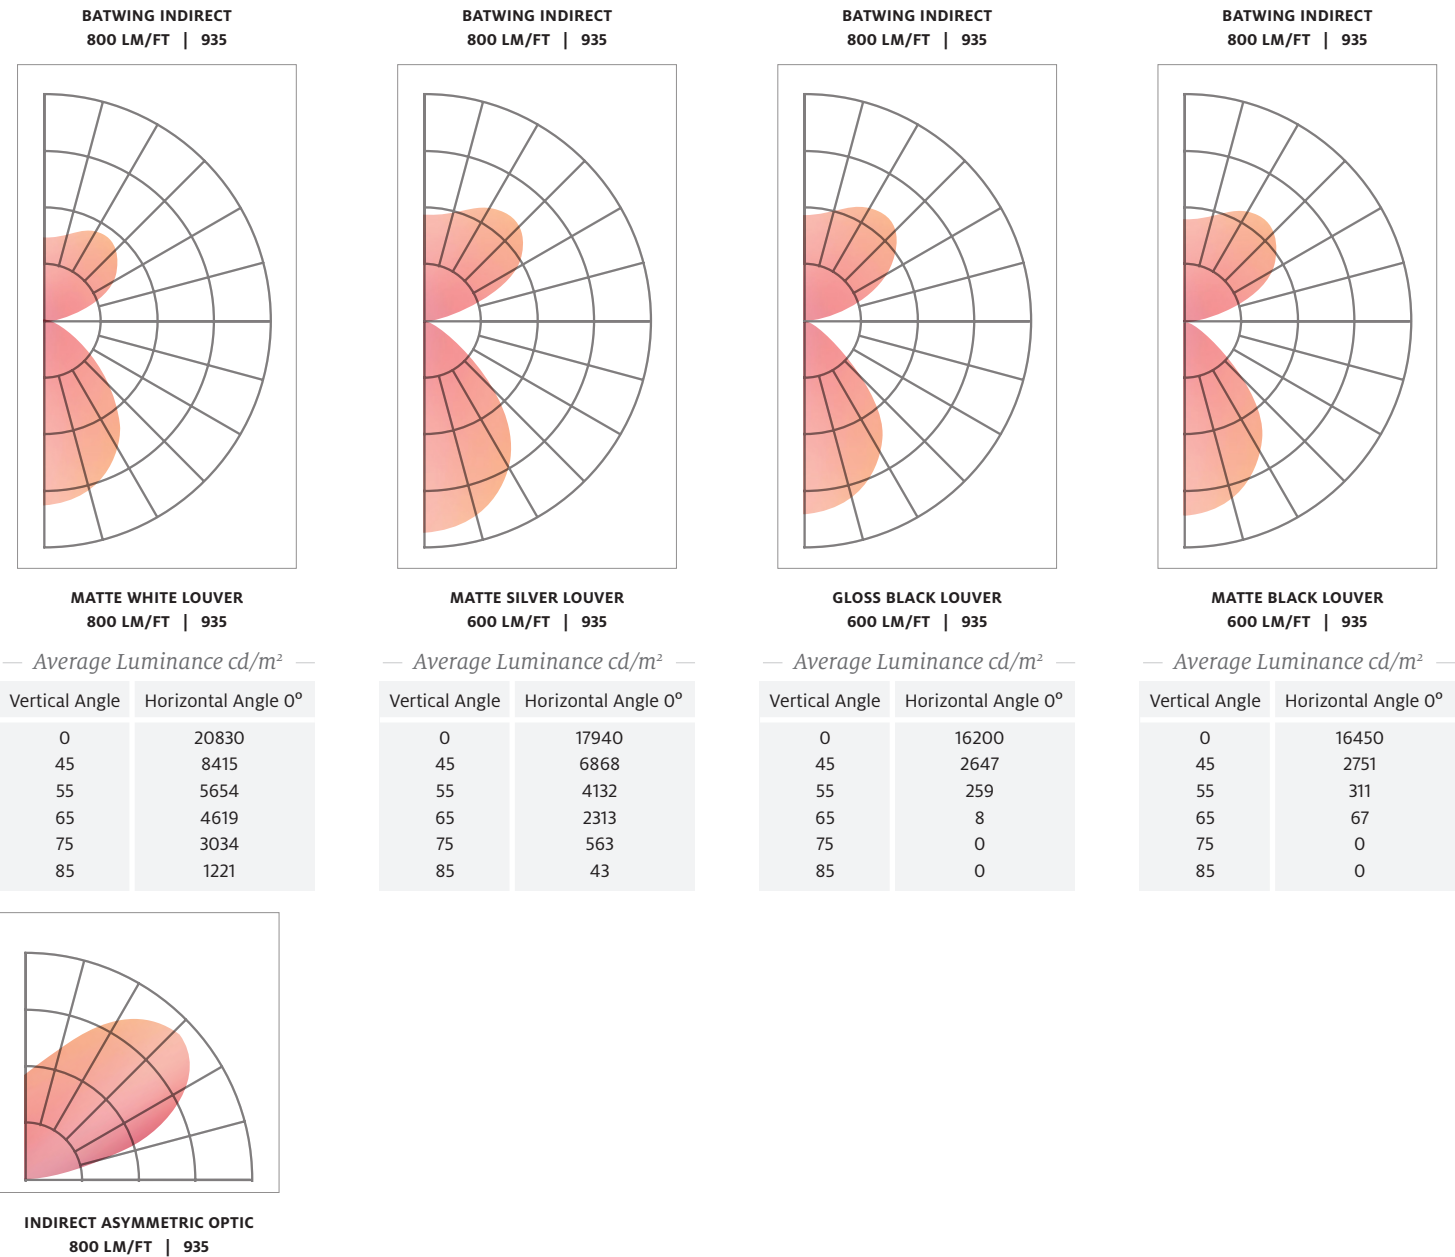 BATWING INDIRECT
800 LM/FT | 935
BATWING INDIRECT
800 LM/FT | 935
BATWING INDIRECT
800 LM/FT | 935
BATWING INDIRECT
800 LM/FT | 935
MATTE WHITE LOUVER
800 LM/FT | 935
Average Luminance cd/m²
Vertical Angle Horizontal Angle 0º
0 20830
45 8415
55 5654
65 4619
75 3034
85 1221
MATTE SILVER LOUVER
600 LM/FT | 935
Average Luminance cd/m²
Vertical Angle Horizontal Angle 0º
0 17940
45 6868
55 4132
65 2313
75 563
85 43
GLOSS BLACK LOUVER
600 LM/FT | 935
Average Luminance cd/m²
Vertical Angle Horizontal Angle 0º
0 16200
45 2647
55 259
65 8
75 0
85 0
MATTE BLACK LOUVER
600 LM/FT | 935
Average Luminance cd/m²
Vertical Angle Horizontal Angle 0º
0 16450
45 2751
55 311
65 67
75 0
85 0
INDIRECT ASYMMETRIC OPTIC
800 LM/FT | 935